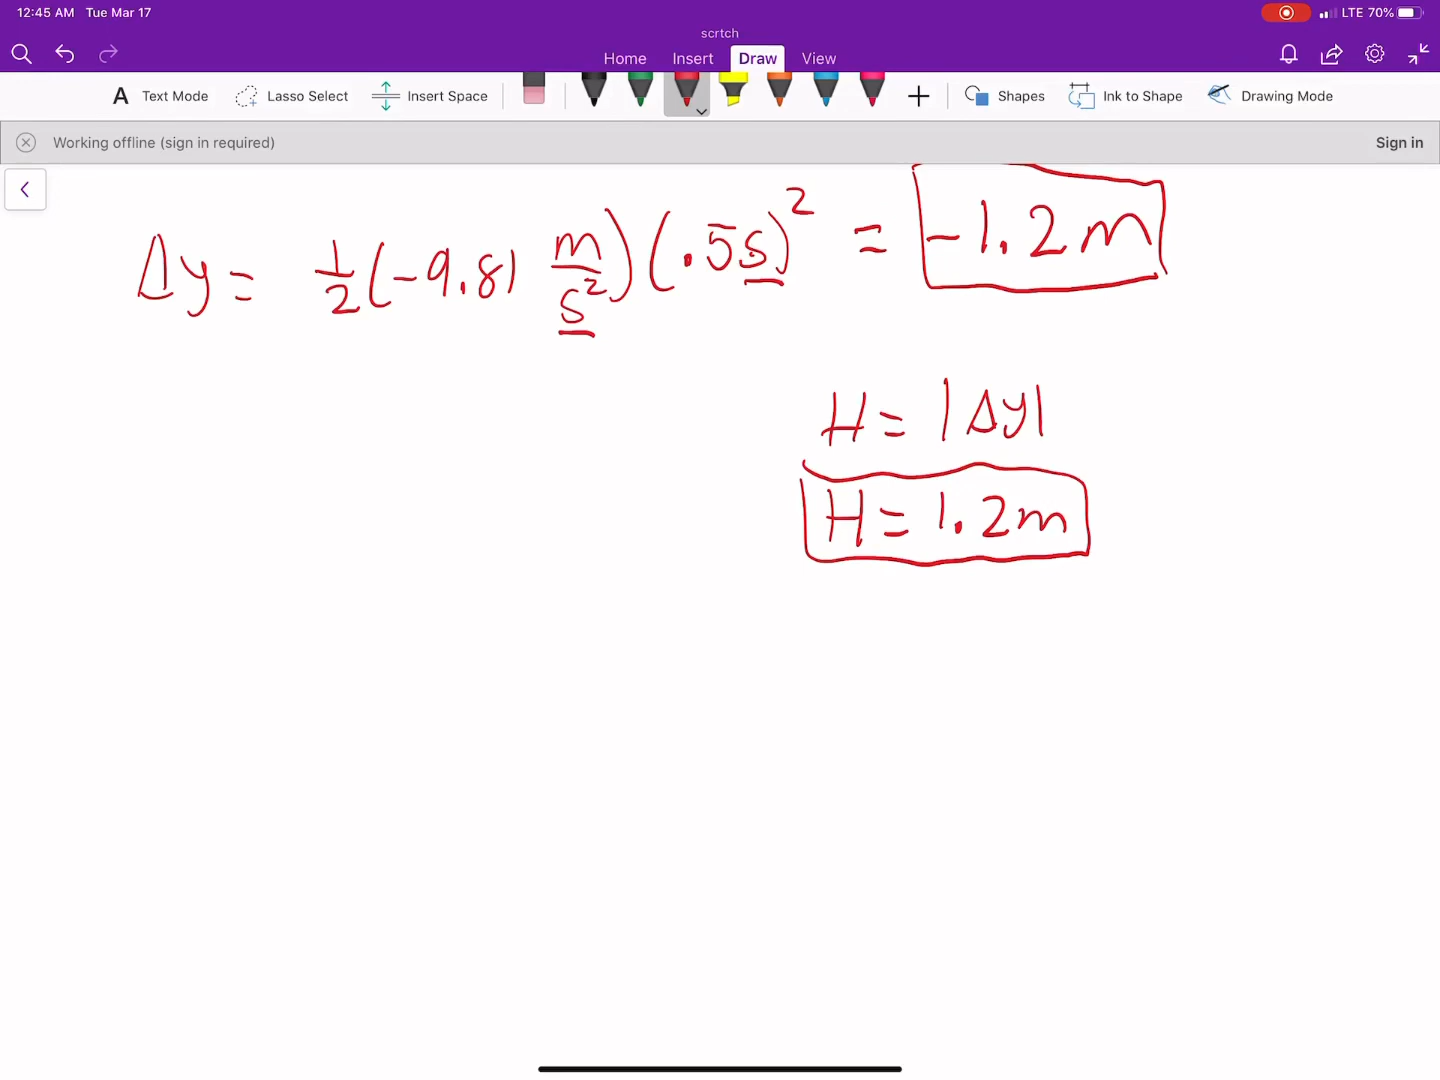 12:45 AM Tue Mar 17
LTE 70%
scrtch
Home Insert Draw View
A Text Mode Lasso Select Insert Space Shapes Ink to Shape Drawing Mode
Working offline (sign in required) Sign in
Δy = 1/2 (-9.81 m/s²) (.5s)² = -1.2m
H = |Δy|
H = 1.2m